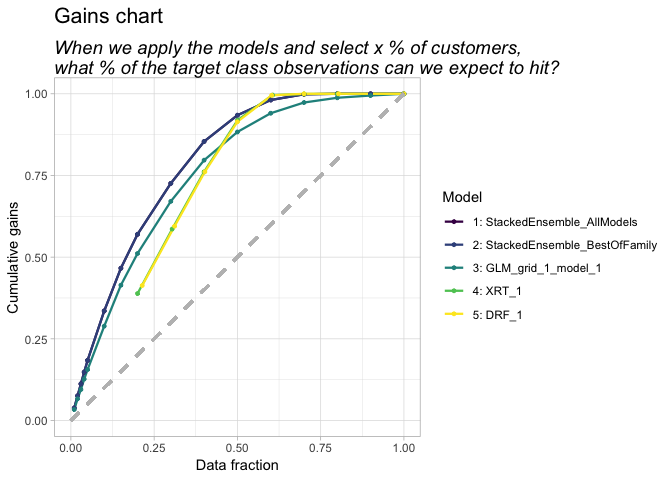 Gains chart
When we apply the models and select x % of customers,
what % of the target class observations can we expect to hit?
1.00
0.75
0.50
0.25
0.00
Cumulative gains
0.00 0.25 0.50 0.75 1.00
Data fraction
Model
1: StackedEnsemble_AllModels
2: StackedEnsemble_BestOfFamily
3: GLM_grid_1_model_1
4: XRT_1
5: DRF_1